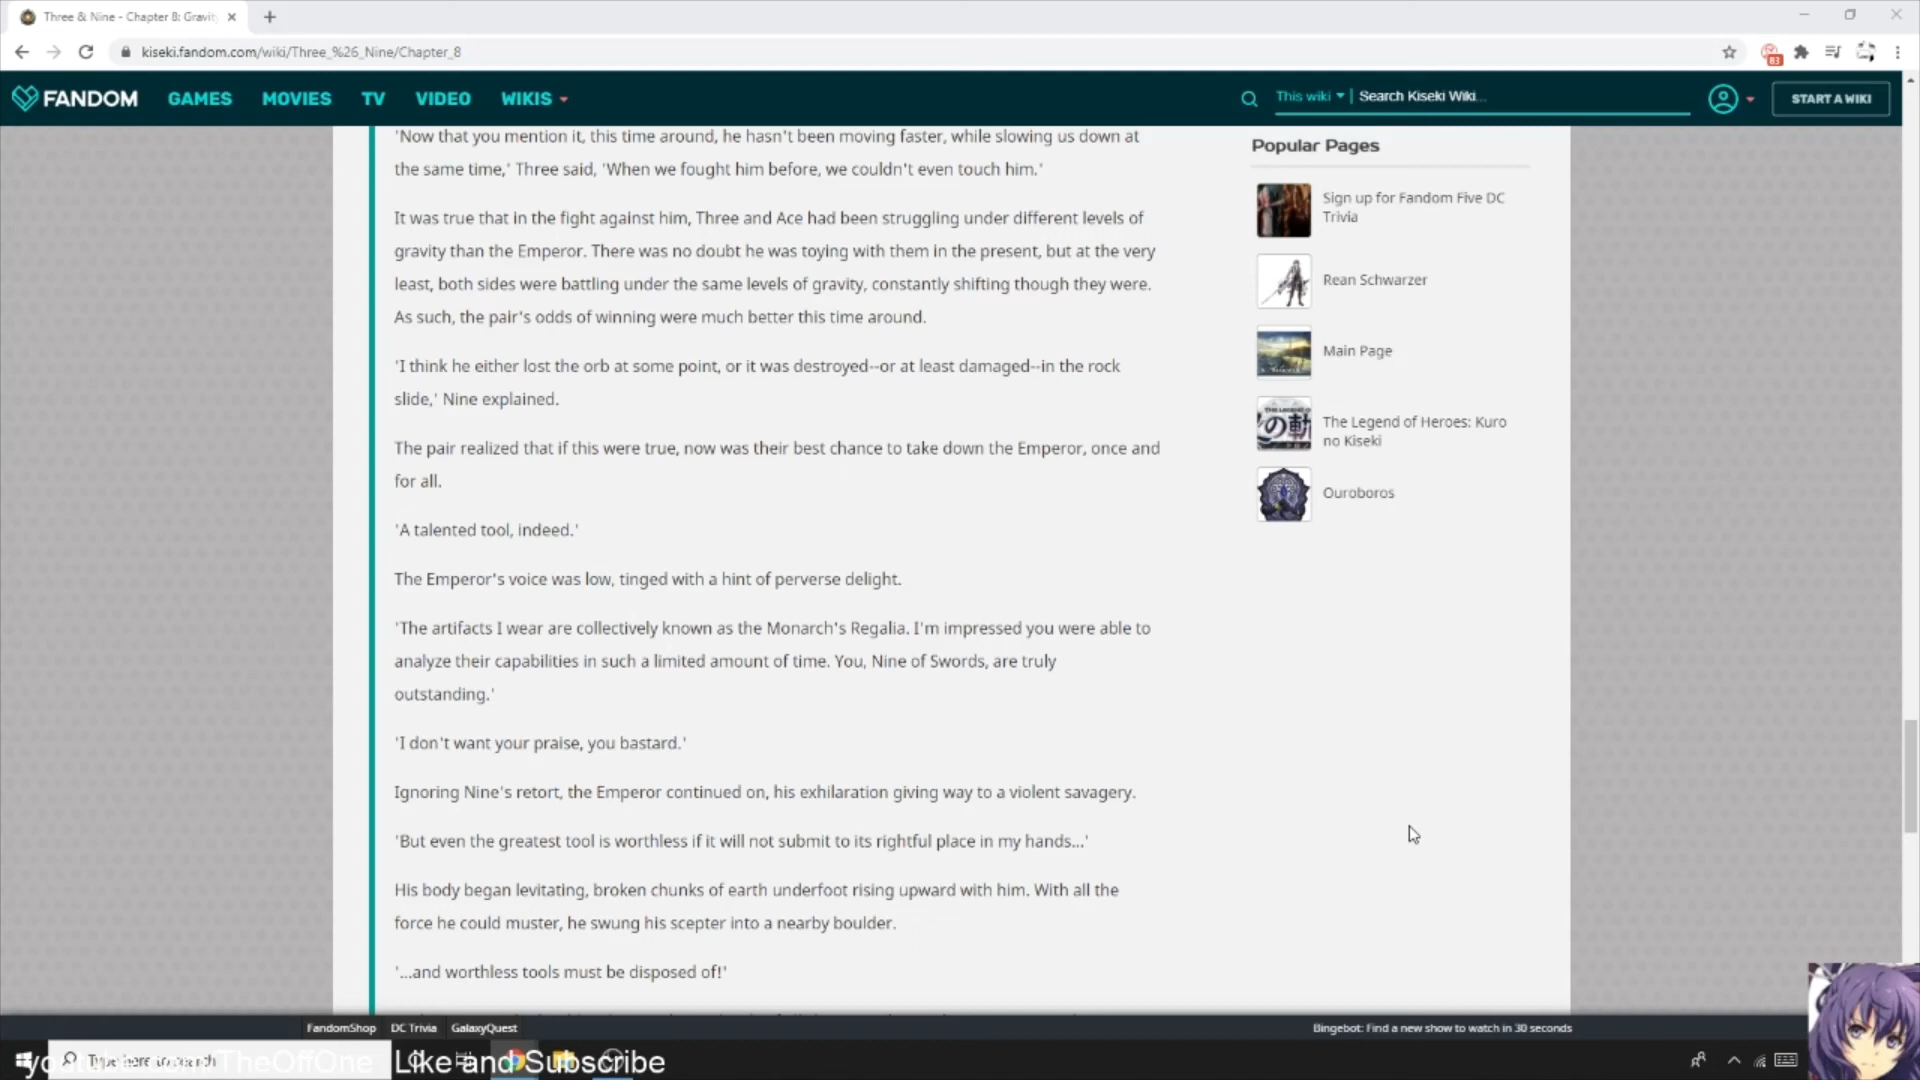 Three & Nine - Chapter 8: Gravity
kiseki.fandom.com/wiki/Three_%26_Nine/Chapter_8
83
FANDOM GAMES MOVIES TV VIDEO WIKIS This wiki Search Kiseki Wiki... START A WIKI
'Now that you mention it, this time around, he hasn't been moving faster, while slowing us down at
the same time,' Three said, 'When we fought him before, we couldn't even touch him.'
It was true that in the fight against him, Three and Ace had been struggling under different levels of
gravity than the Emperor. There was no doubt he was toying with them in the present, but at the very
least, both sides were battling under the same levels of gravity, constantly shifting though they were.
As such, the pair's odds of winning were much better this time around.
'I think he either lost the orb at some point, or it was destroyed--or at least damaged--in the rock
slide,' Nine explained.
The pair realized that if this were true, now was their best chance to take down the Emperor, once and
for all.
'A talented tool, indeed.'
The Emperor's voice was low, tinged with a hint of perverse delight.
'The artifacts I wear are collectively known as the Monarch's Regalia. I'm impressed you were able to
analyze their capabilities in such a limited amount of time. You, Nine of Swords, are truly
outstanding.'
'I don't want your praise, you bastard.'
Ignoring Nine's retort, the Emperor continued on, his exhilaration giving way to a violent savagery.
'But even the greatest tool is worthless if it will not submit to its rightful place in my hands...'
His body began levitating, broken chunks of earth underfoot rising upward with him. With all the
force he could muster, he swung his scepter into a nearby boulder.
'...and worthless tools must be disposed of!'
Popular Pages
Sign up for Fandom Five DC
Trivia
Rean Schwarzer
Main Page
The Legend of Heroes: Kuro
no Kiseki
Ouroboros
FandomShop DC Trivia GalaxyQuest
Bingebot: Find a new show to watch in 30 seconds
Type here to search
TheOffOne Like and Subscribe